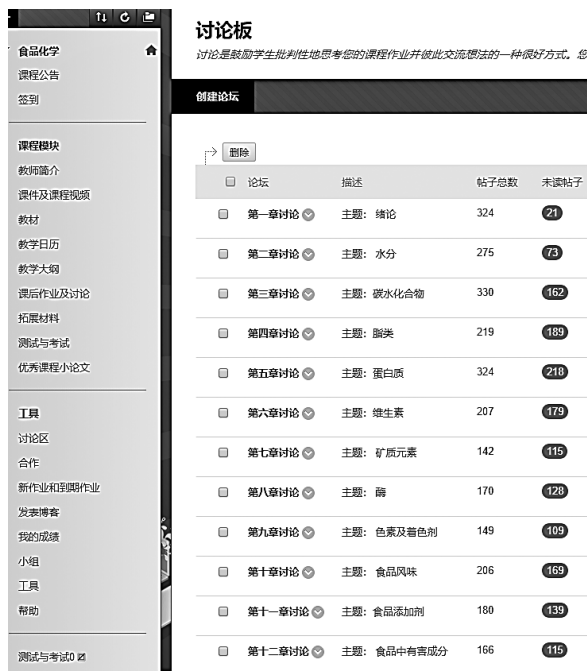 食品化学
课程公告
签到
课程模块
教师简介
课件及课程视频
教材
教学日历
教学大纲
课后作业及讨论
拓展材料
测试与考试
优秀课程小论文
工具
讨论区
合作
新作业和到期作业
发表博客
我的成绩
小组
工具
帮助
测试与考试0
讨论板
讨论是鼓励学生批判性地思考您的课程作业并彼此交流想法的一种很好方式。您
创建论坛
删除
论坛 描述 帖子总数 未读帖子
第一章讨论 主题: 绪论 324 21
第二章讨论 主题: 水分 275 73
第三章讨论 主题: 碳水化合物 330 162
第四章讨论 主题: 脂类 219 189
第五章讨论 主题: 蛋白质 324 218
第六章讨论 主题: 维生素 207 179
第七章讨论 主题: 矿质元素 142 115
第八章讨论 主题: 酶 170 128
第九章讨论 主题: 色素及着色剂 149 109
第十章讨论 主题: 食品风味 206 169
第十一章讨论 主题: 食品添加剂 180 139
第十二章讨论 主题: 食品中有害成分 166 115